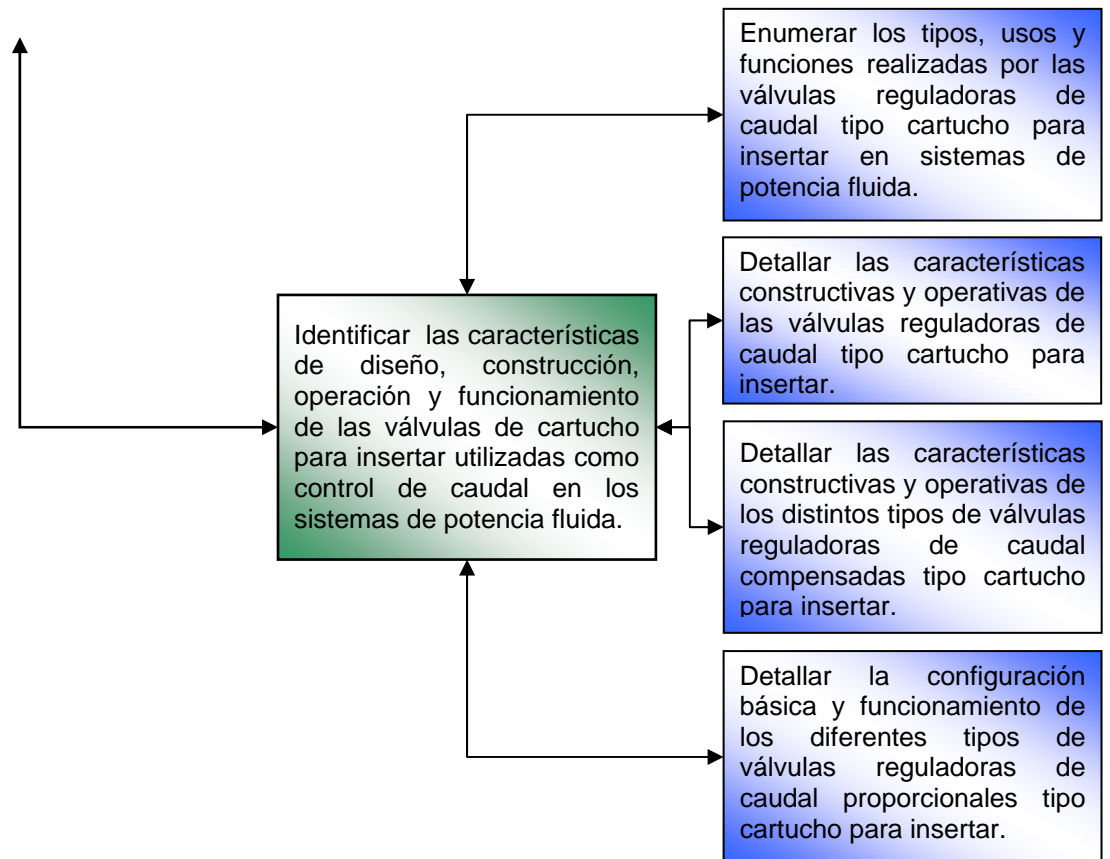 Enumerar los tipos, usos y
funciones realizadas por las
válvulas reguladoras de
caudal tipo cartucho para
insertar en sistemas de
potencia fluida.
Detallar las características
constructivas y operativas de
las válvulas reguladoras de
caudal tipo cartucho para
insertar.
Identificar las características
de diseño, construcción,
operación y funcionamiento
de las válvulas de cartucho
para insertar utilizadas como
control de caudal en los
sistemas de potencia fluida.
Detallar las características
constructivas y operativas de
los distintos tipos de válvulas
reguladoras de caudal
compensadas tipo cartucho
para insertar.
Detallar la configuración
básica y funcionamiento de
los diferentes tipos de
válvulas reguladoras de
caudal proporcionales tipo
cartucho para insertar.